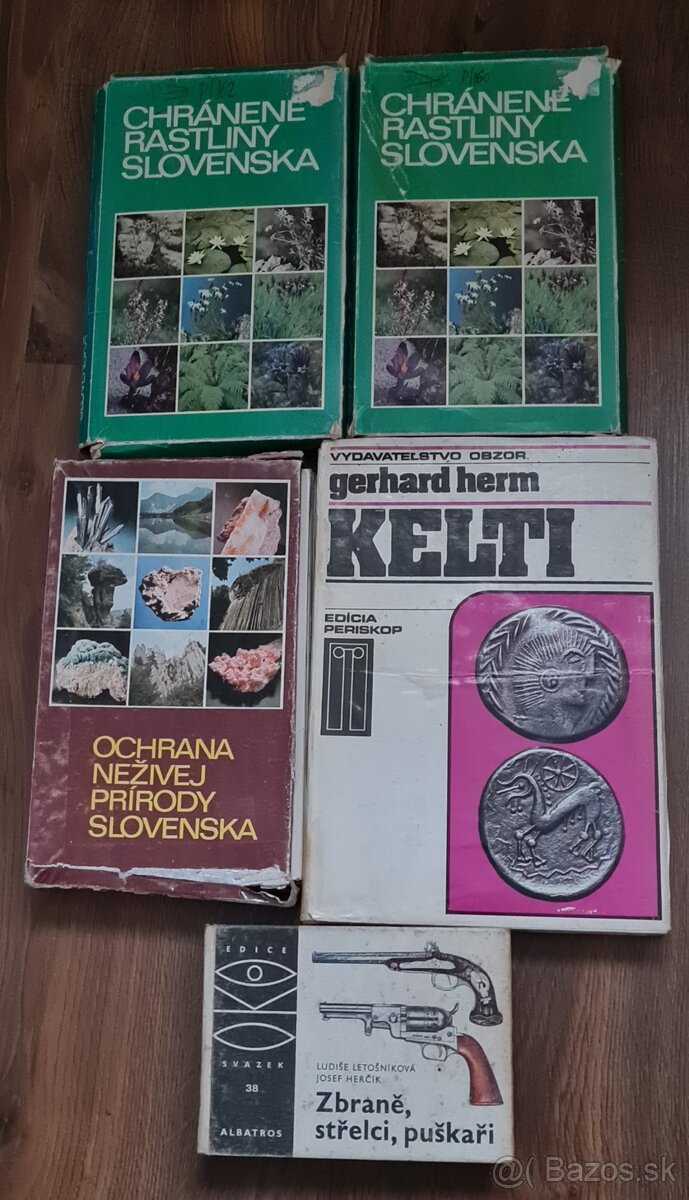 CHRÁNENÉ
RASTLINY
SLOVENSKA
CHRÁNENÉ
RASTLINY
SLOVENSKA
OCHRANA
NEŽIVEJ
PRÍRODY
SLOVENSKA
VYDAVATEĽSTVO OBZOR
gerhard herm
KELTI
EDÍCIA
PERISKOP
EDICE
OKO
SVAZEK
38
ALBATROS
LUDIŠE LETOŠNÍKOVÁ
JOSEF HERČÍK
Zbraně,
střelci, puškaři
@( Bazos.sk